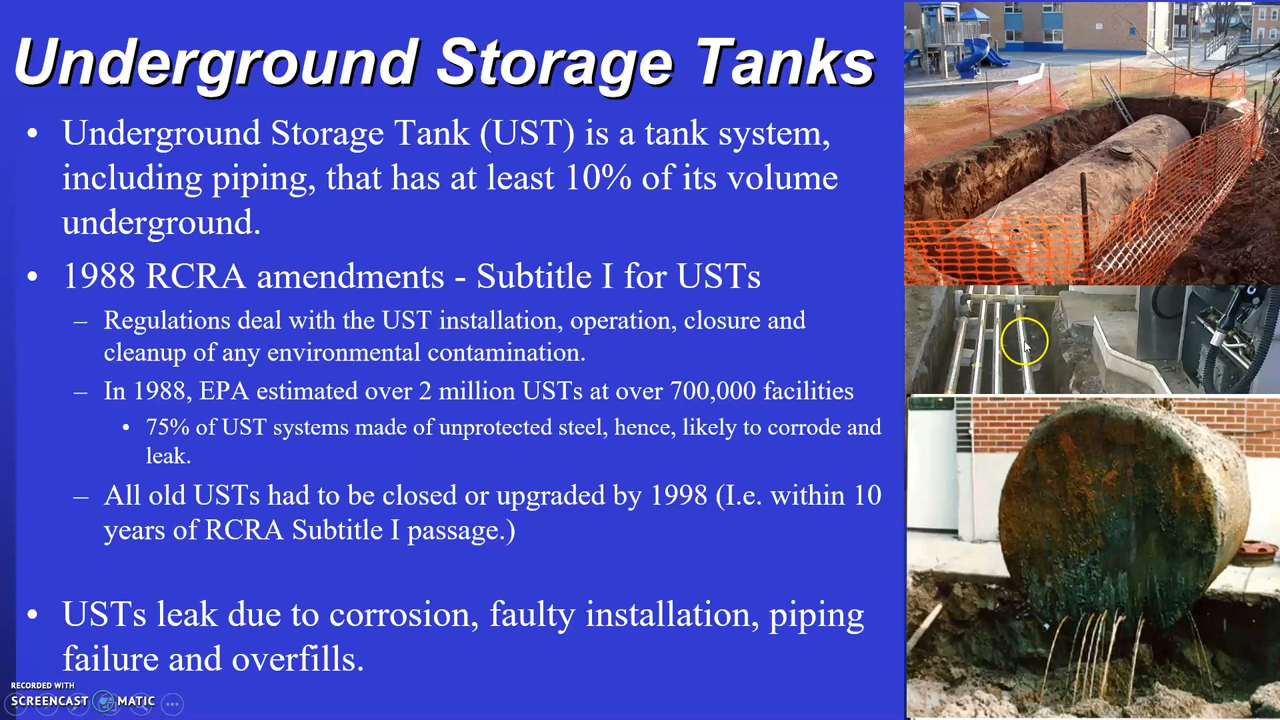 Underground Storage Tanks
• Underground Storage Tank (UST) is a tank system,
including piping, that has at least 10% of its volume
underground.
• 1988 RCRA amendments - Subtitle I for USTs
– Regulations deal with the UST installation, operation, closure and
cleanup of any environmental contamination.
– In 1988, EPA estimated over 2 million USTs at over 700,000 facilities
• 75% of UST systems made of unprotected steel, hence, likely to corrode and
leak.
– All old USTs had to be closed or upgraded by 1998 (I.e. within 10
years of RCRA Subtitle I passage.)
• USTs leak due to corrosion, faulty installation, piping
failure and overfills.
RECORDED WITH
SCREENCAST MATIC